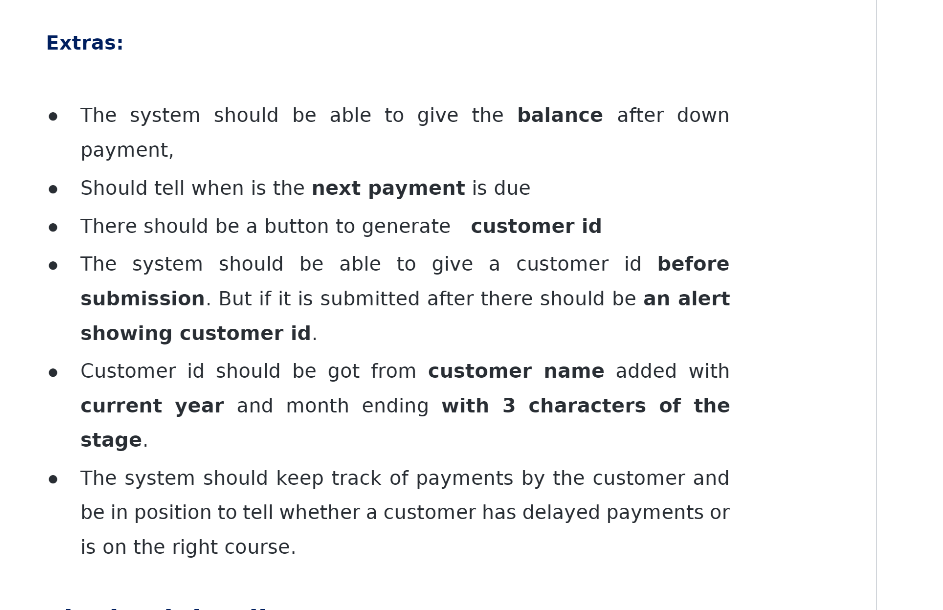 Extras:
● The system should be able to give the balance after down
payment,
● Should tell when is the next payment is due
● There should be a button to generate customer id
● The system should be able to give a customer id before
submission. But if it is submitted after there should be an alert
showing customer id.
● Customer id should be got from customer name added with
current year and month ending with 3 characters of the
stage.
● The system should keep track of payments by the customer and
be in position to tell whether a customer has delayed payments or
is on the right course.